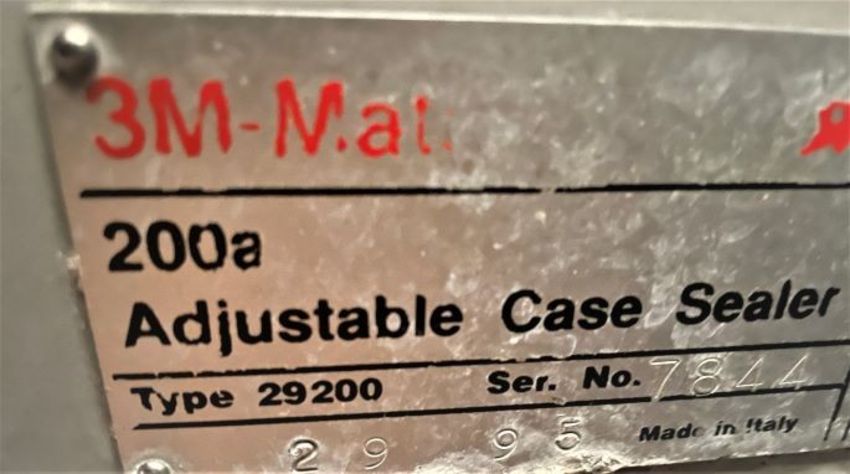 3M-Mat
200a
Adjustable Case Sealer
Type 29200 Ser. No. 7844
29 95 Made in Italy